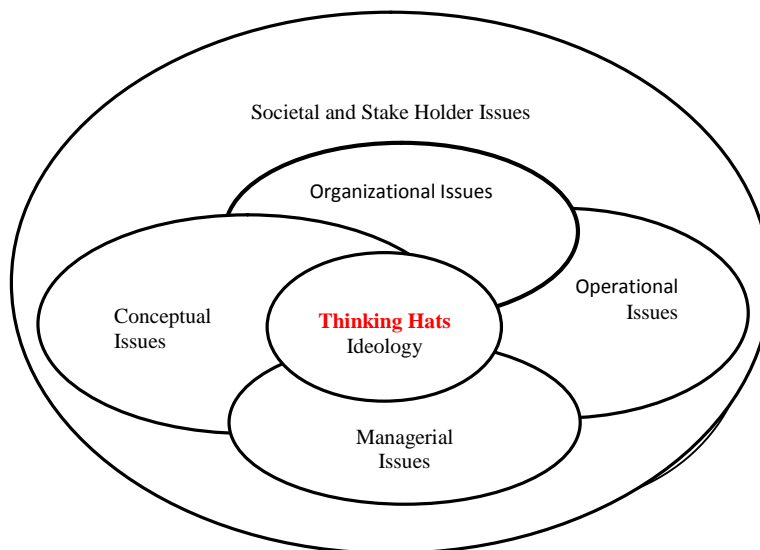 Societal and Stake Holder Issues
Organizational Issues
Operational
Issues
Conceptual
Issues
Thinking Hats
Ideology
Managerial
Issues